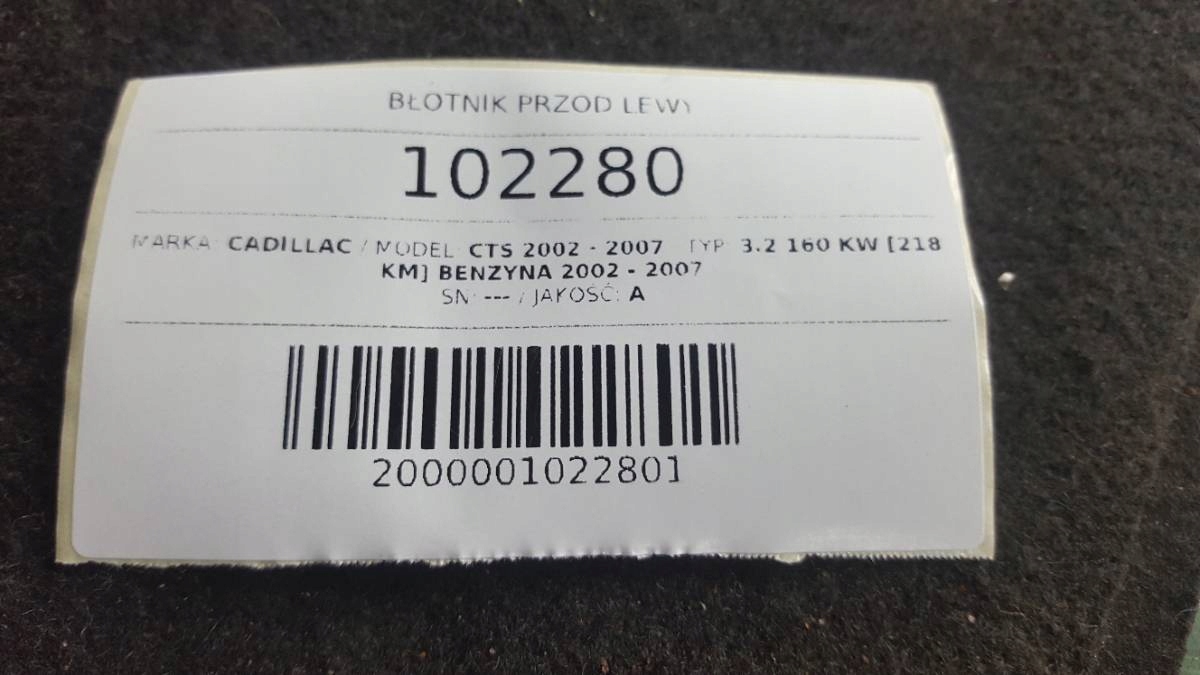 BŁOTNIK PRZOD LEWY
102280
MARKA: CADILLAC / MODEL: CTS 2002 - 2007 TYP: 3.2 160 KW [218
KM] BENZYNA 2002 - 2007
SN: --- / JAKOŚĆ: A
2000001022801